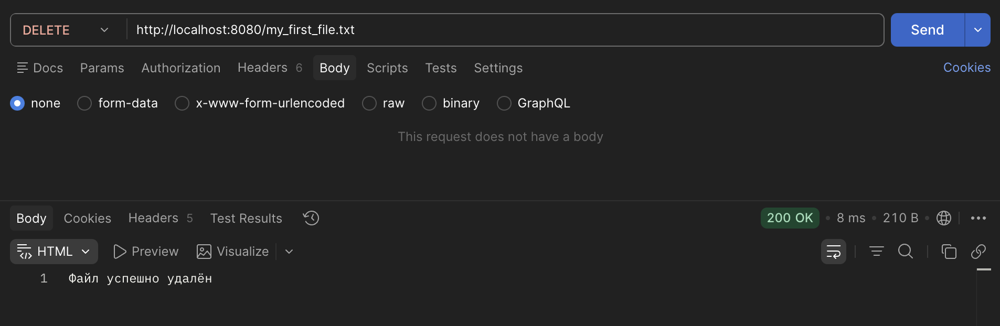 DELETE http://localhost:8080/my_first_file.txt Send
Docs Params Authorization Headers 6 Body Scripts Tests Settings Cookies
none form-data x-www-form-urlencoded raw binary GraphQL
This request does not have a body
Body Cookies Headers 5 Test Results 200 OK • 8 ms • 210 B •
HTML Preview Visualize
1 Файл успешно удалён